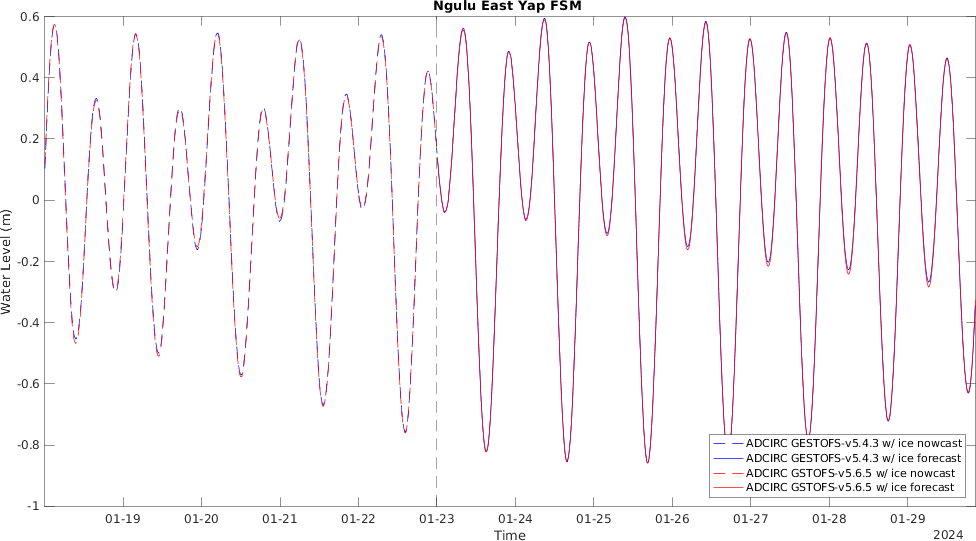 Ngulu East Yap FSM
0.6
0.4
0.2
0
-0.2
-0.4
-0.6
-0.8
-1
Water Level (m)
ADCIRC GESTOFS-v5.4.3 w/ ice nowcast
ADCIRC GESTOFS-v5.4.3 w/ ice forecast
ADCIRC GSTOFS-v5.6.5 w/ ice nowcast
ADCIRC GSTOFS-v5.6.5 w/ ice forecast
01-19 01-20 01-21 01-22 01-23 01-24 01-25 01-26 01-27 01-28 01-29
Time
2024